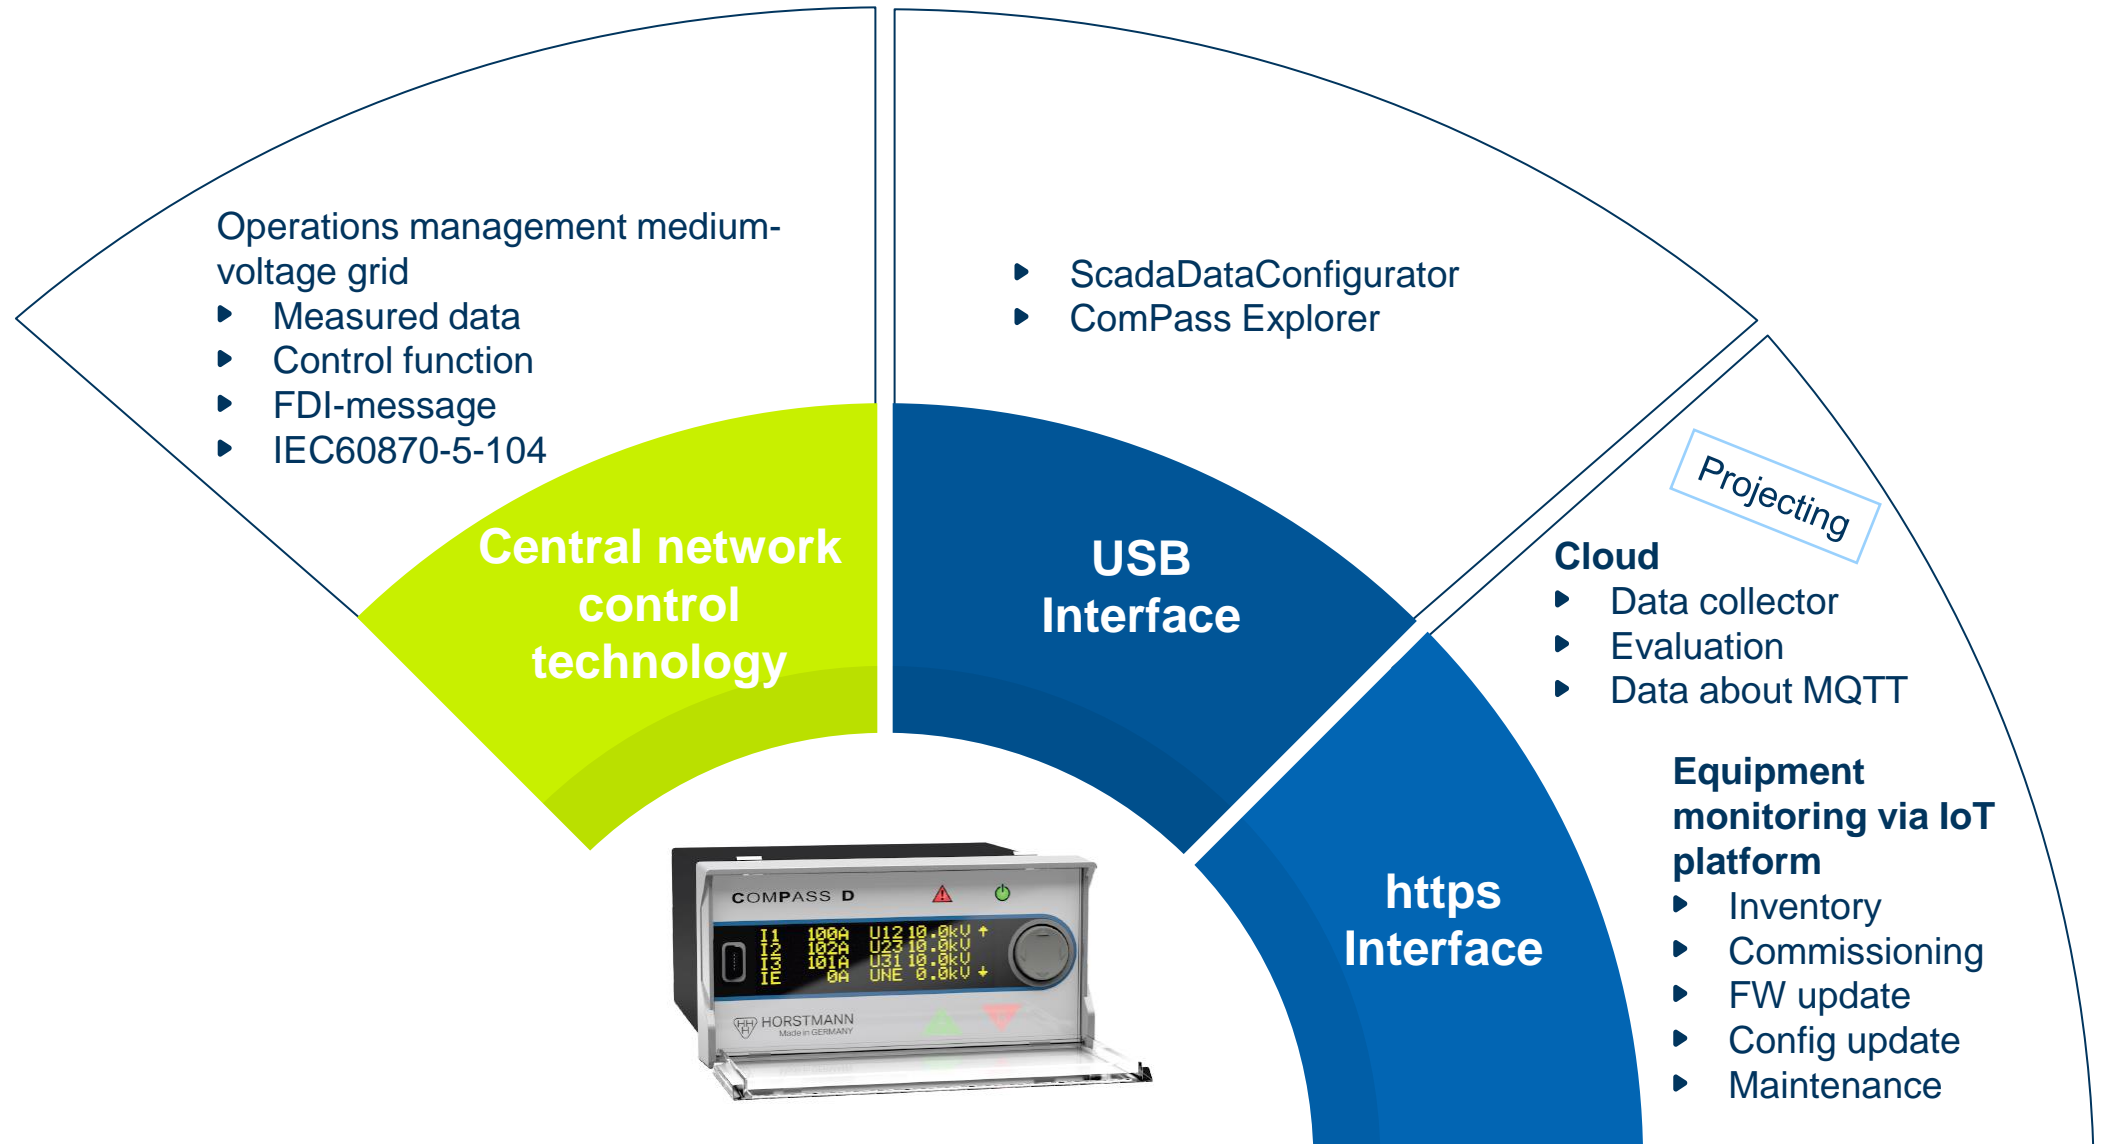 Operations management medium-
voltage grid
Measured data
Control function
FDI-message
IEC60870-5-104
Central network
control
technology
ScadaDataConfigurator
ComPass Explorer
USB
Interface
Projecting
Cloud
Data collector
Evaluation
Data about MQTT
Equipment
monitoring via IoT
platform
Inventory
Commissioning
FW update
Config update
Maintenance
https
Interface
COMPASS D
I1 100A U12 10.0kV
I2 102A U23 10.0kV
I3 101A U31 10.0kV
IE 0A UNE 0.0kV
HORSTMANN
Made in GERMANY